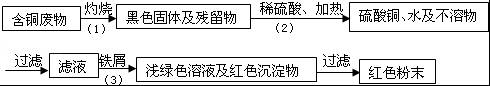 含铜废物 灼烧 (1) 黑色固体及残留物 稀硫酸、加热 (2) 硫酸铜、水及不溶物
过滤 滤液 铁屑 (3) 浅绿色溶液及红色沉淀物 过滤 红色粉末